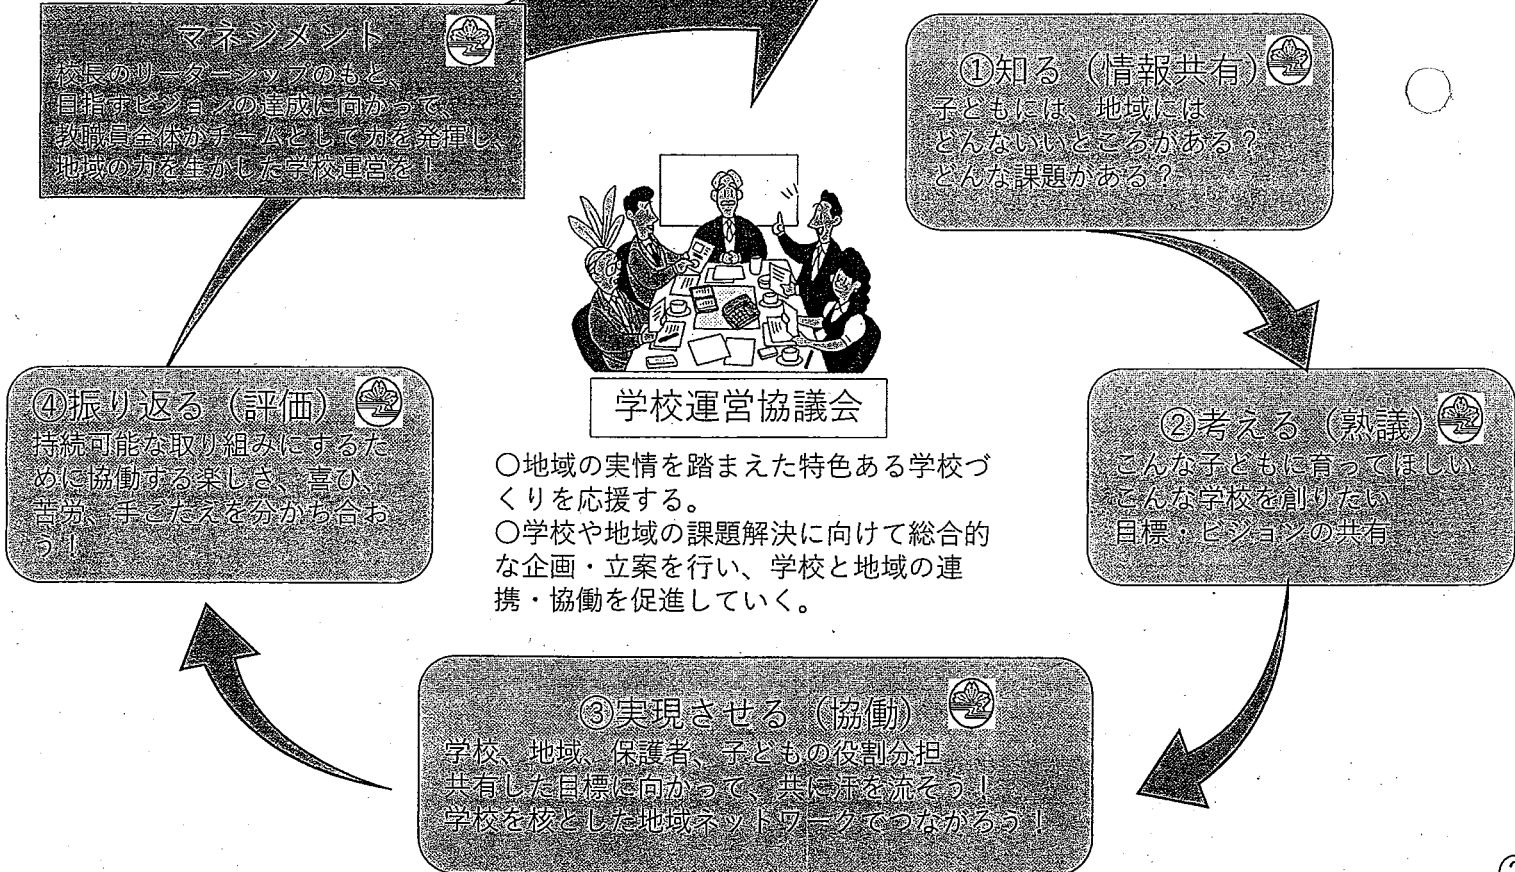 マネジメント
校長のリーダーシップのもと、
目指すビジョンの達成に向かって、
教職員全体がチームとして力を発揮し、
地域の力を生かした学校運営を!
①知る(情報共有)
子どもには、地域には
どんないいところがある?
どんな課題がある?
②考える(熟議)
こんな子どもに育ってほしい
こんな学校を創りたい!
目標・ビジョンの共有
学校運営協議会
○地域の実情を踏まえた特色ある学校づ
くりを応援する。
○学校や地域の課題解決に向けて総合的
な企画・立案を行い、学校と地域の連
携・協働を促進していく。
④振り返る(評価)
持続可能な取り組みにするた
めに協働する楽しさ、喜び、
苦労、手ごたえを分かち合お
う!
③実現させる(協働)
学校、地域、保護者、子どもの役割分担
共有した目標に向かって、共に汗を流そう!
学校を核とした地域ネットワークでつながろう!